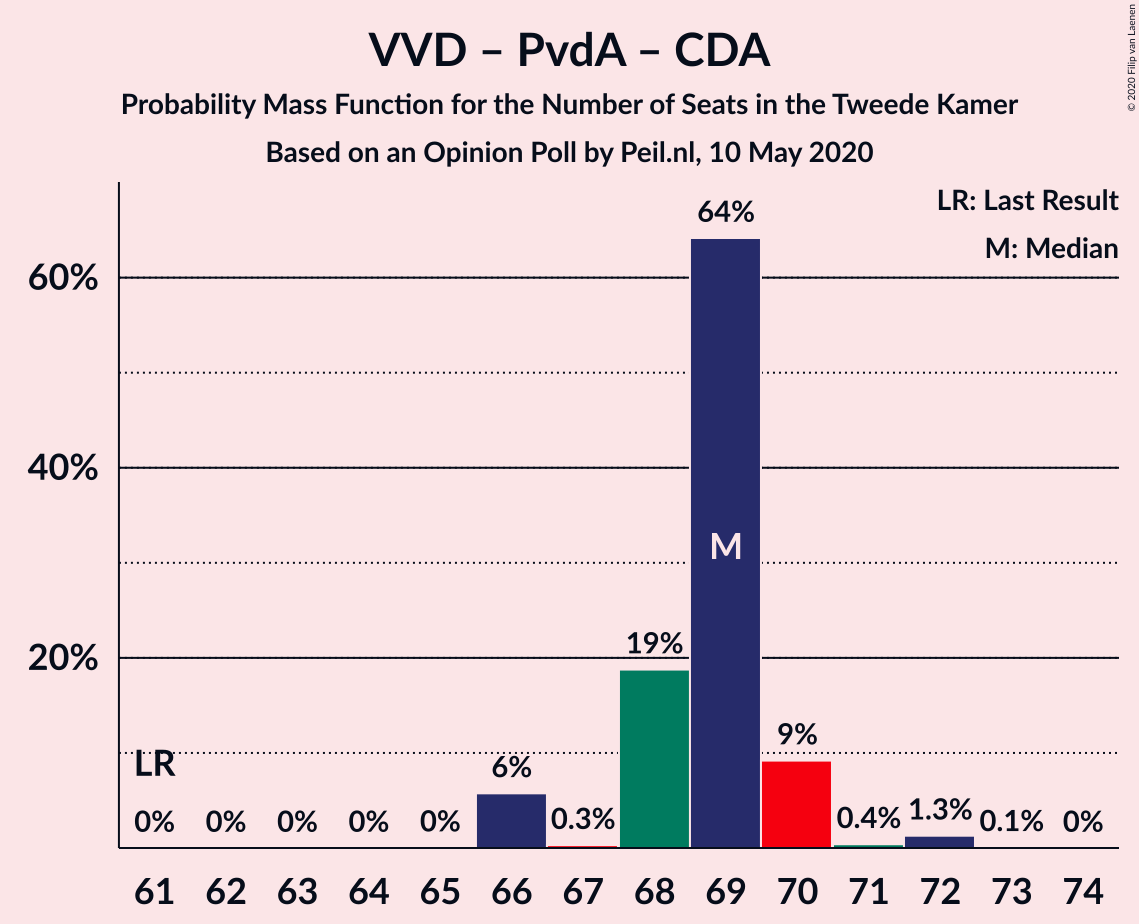 VVD – PvdA – CDA
Probability Mass Function for the Number of Seats in the Tweede Kamer
Based on an Opinion Poll by Peil.nl, 10 May 2020
© 2020 Filip van Laenen
LR: Last Result
M: Median
60%
40%
20%
LR
0% 0% 0% 0% 0% 6% 0.3% 19% 64% 9% 0.4% 1.3% 0.1% 0%
M
61 62 63 64 65 66 67 68 69 70 71 72 73 74